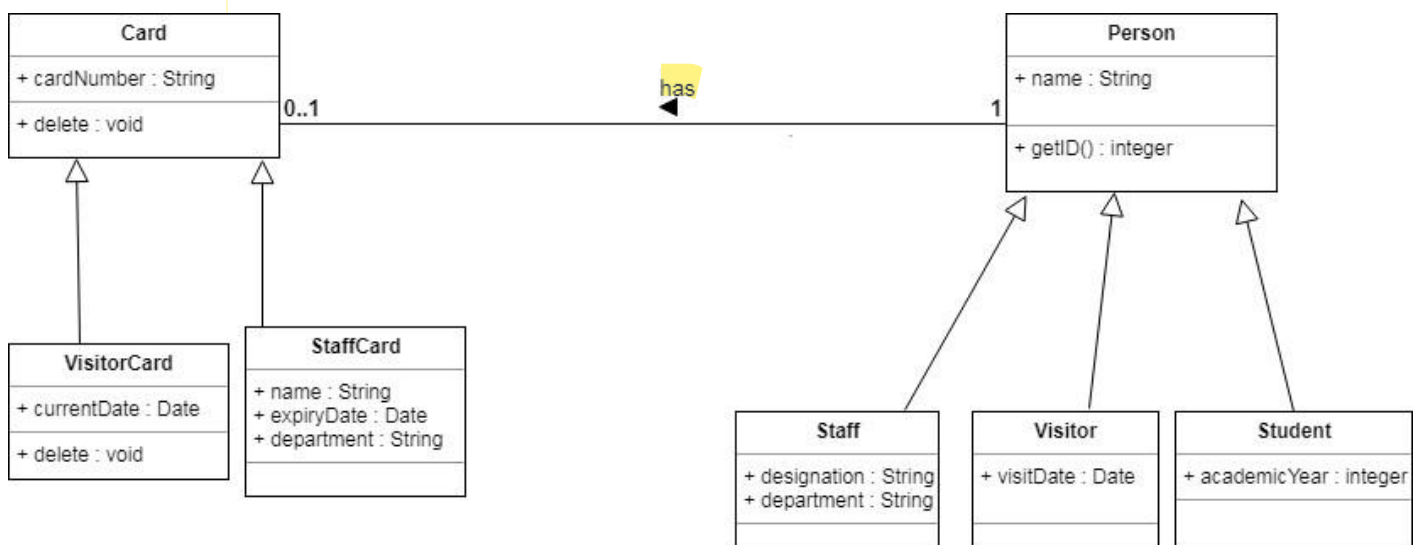 Card
+ cardNumber : String
+ delete : void
0..1
has
1
Person
+ name : String
+ getID() : integer
VisitorCard
+ currentDate : Date
+ delete : void
StaffCard
+ name : String
+ expiryDate : Date
+ department : String
Staff
+ designation : String
+ department : String
Visitor
+ visitDate : Date
Student
+ academicYear : integer